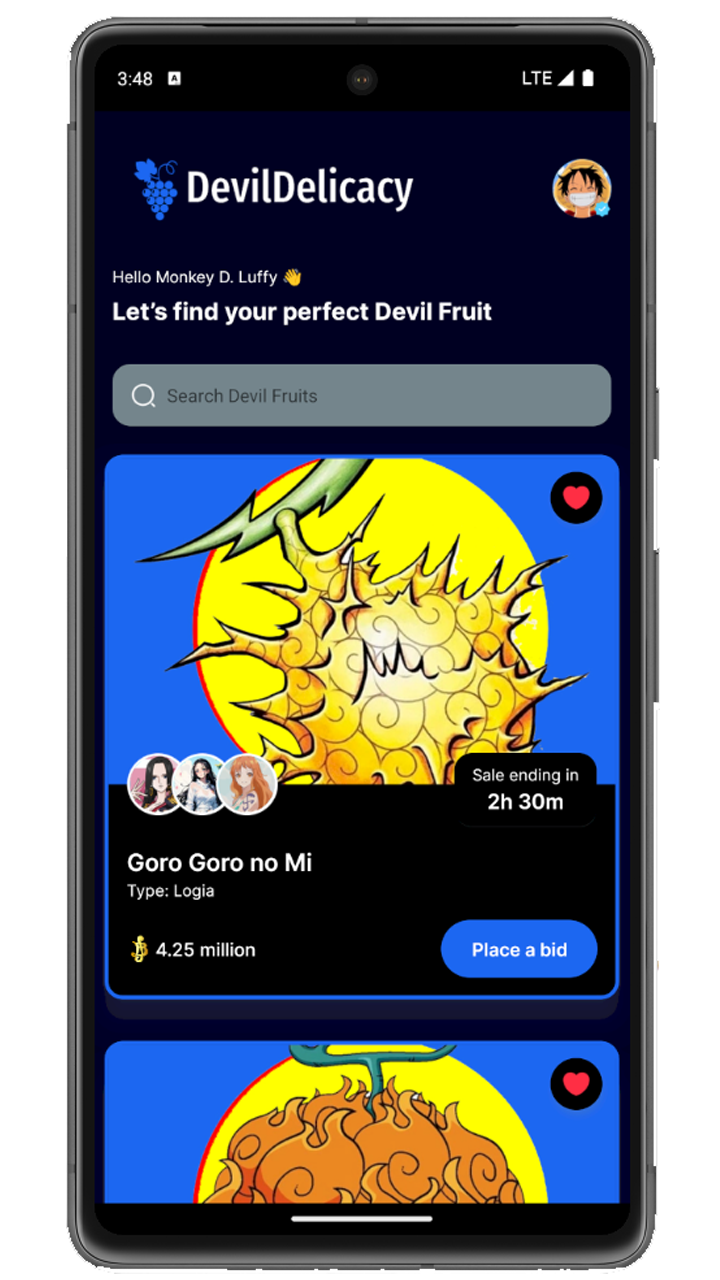 3:48 A LTE
DevilDelicacy
Hello Monkey D. Luffy 👋
Let’s find your perfect Devil Fruit
Search Devil Fruits
Sale ending in
2h 30m
Goro Goro no Mi
Type: Logia
4.25 million
Place a bid